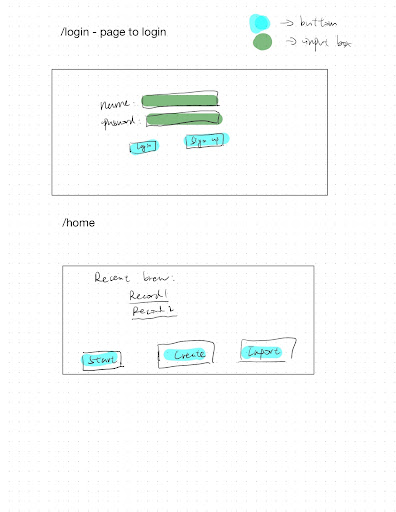 /login - page to login
→ button
→ input box
name:
password:
Login
Sign up
/home
Recent brew:
Record1
Record2
Start
Create
Import